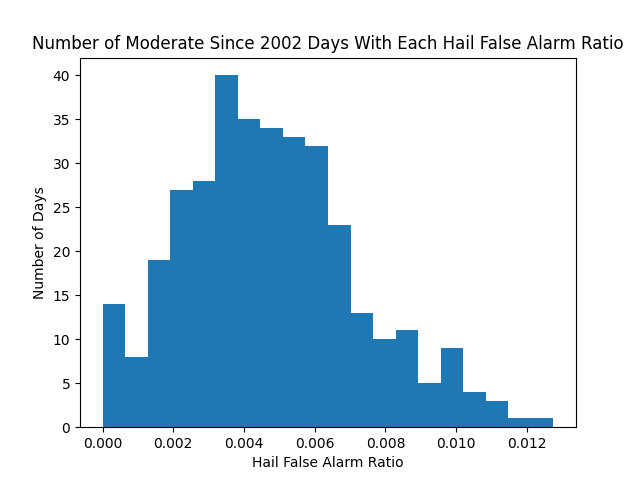 Number of Moderate Since 2002 Days With Each Hail False Alarm Ratio
40
35
30
25
20
15
10
5
0
Number of Days
0.000 0.002 0.004 0.006 0.008 0.010 0.012
Hail False Alarm Ratio